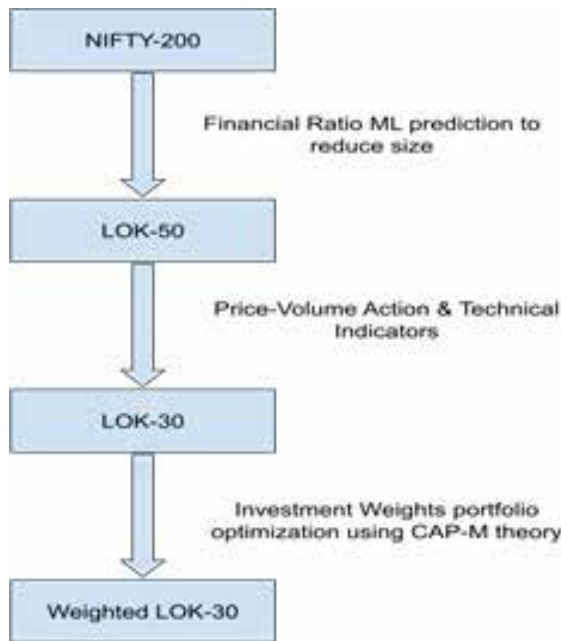 NIFTY-200
Financial Ratio ML prediction to
reduce size
LOK-50
Price-Volume Action & Technical
Indicators
LOK-30
Investment Weights portfolio
optimization using CAP-M theory
Weighted LOK-30